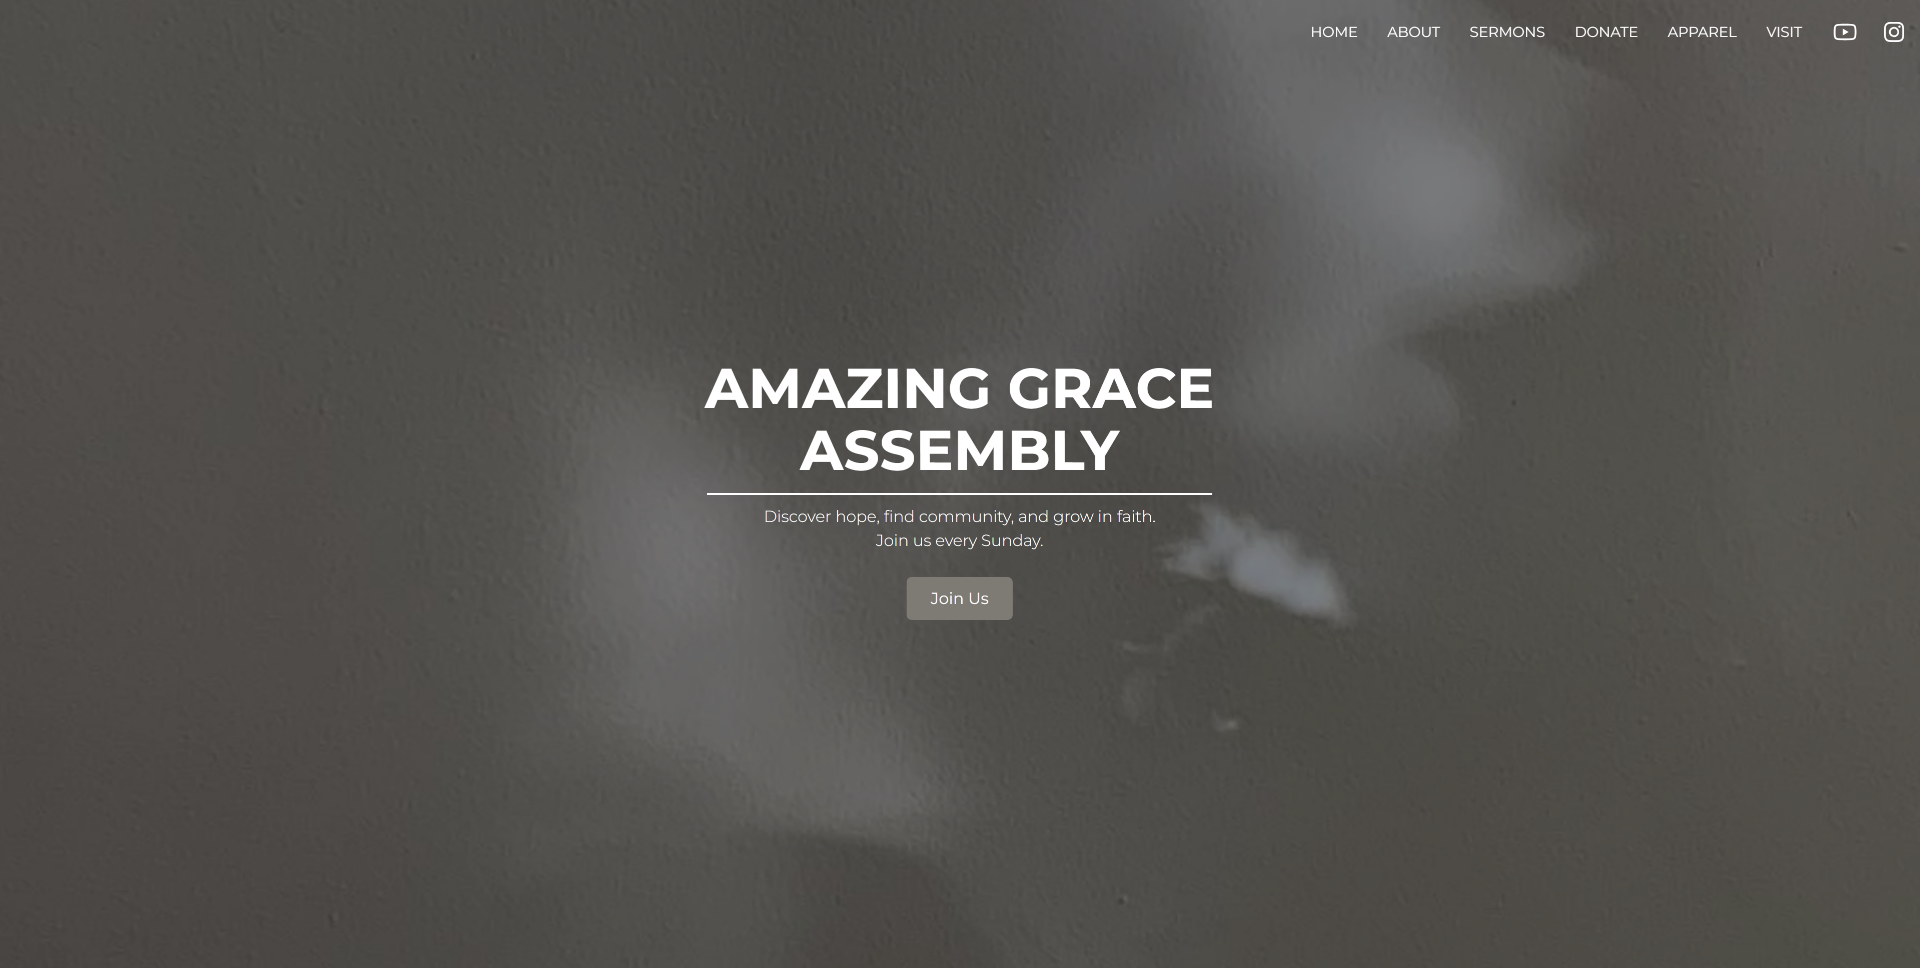 HOME ABOUT SERMONS DONATE APPAREL VISIT
AMAZING GRACE
ASSEMBLY
Discover hope, find community, and grow in faith.
Join us every Sunday.
Join Us